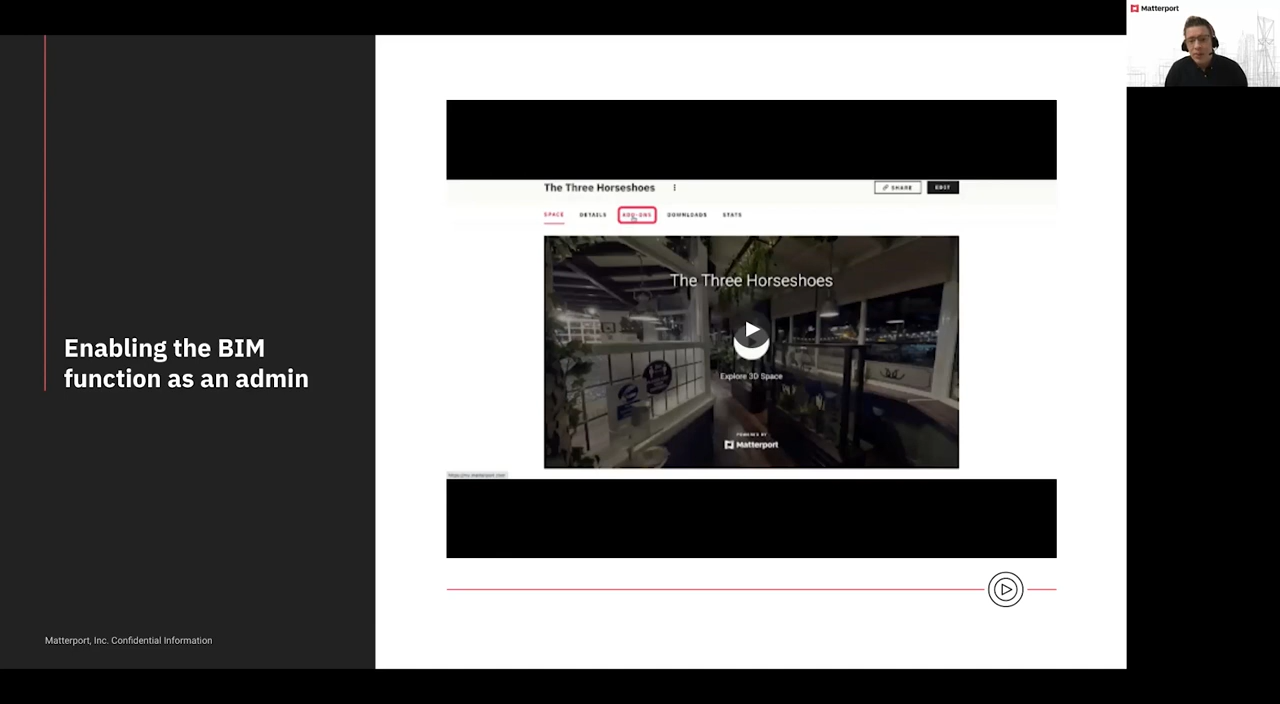 Matterport
The Three Horseshoes
SHARE
EDIT
SPACE
DETAILS
ADD-ONS
DOWNLOADS
STATS
The Three Horseshoes
Explore 3D Space
POWERED BY
Matterport
Enabling the BIM
function as an admin
Matterport, Inc. Confidential Information